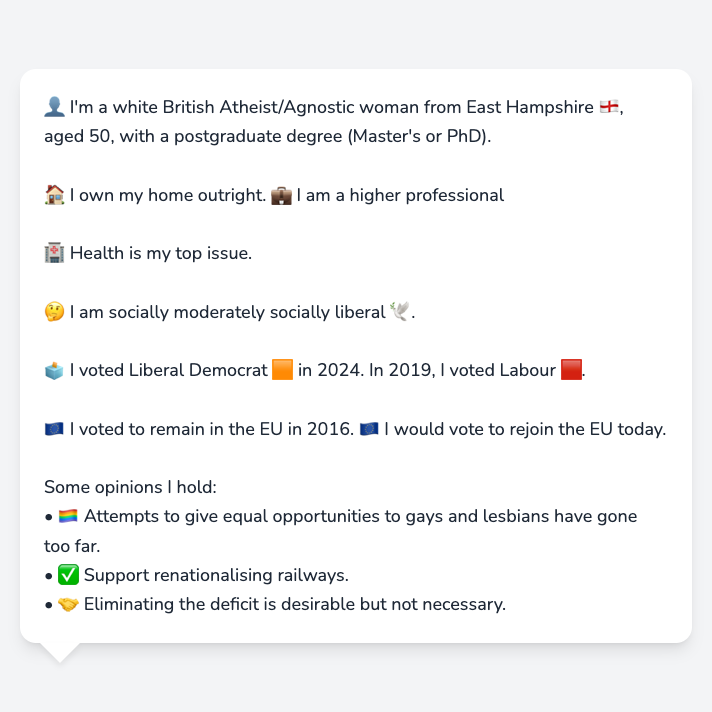 👤 I'm a white British Atheist/Agnostic woman from East Hampshire 🏴󠁧󠁢󠁥󠁮󠁧󠁿,
aged 50, with a postgraduate degree (Master's or PhD).
🏠 I own my home outright. 💼 I am a higher professional
🏥 Health is my top issue.
🤔 I am socially moderately socially liberal 🕊️.
🗳️ I voted Liberal Democrat 🟧 in 2024. In 2019, I voted Labour 🟥.
🇪🇺 I voted to remain in the EU in 2016. 🇪🇺 I would vote to rejoin the EU today.
Some opinions I hold:
• 🏳️‍🌈 Attempts to give equal opportunities to gays and lesbians have gone
too far.
• ✅ Support renationalising railways.
• 🤝 Eliminating the deficit is desirable but not necessary.